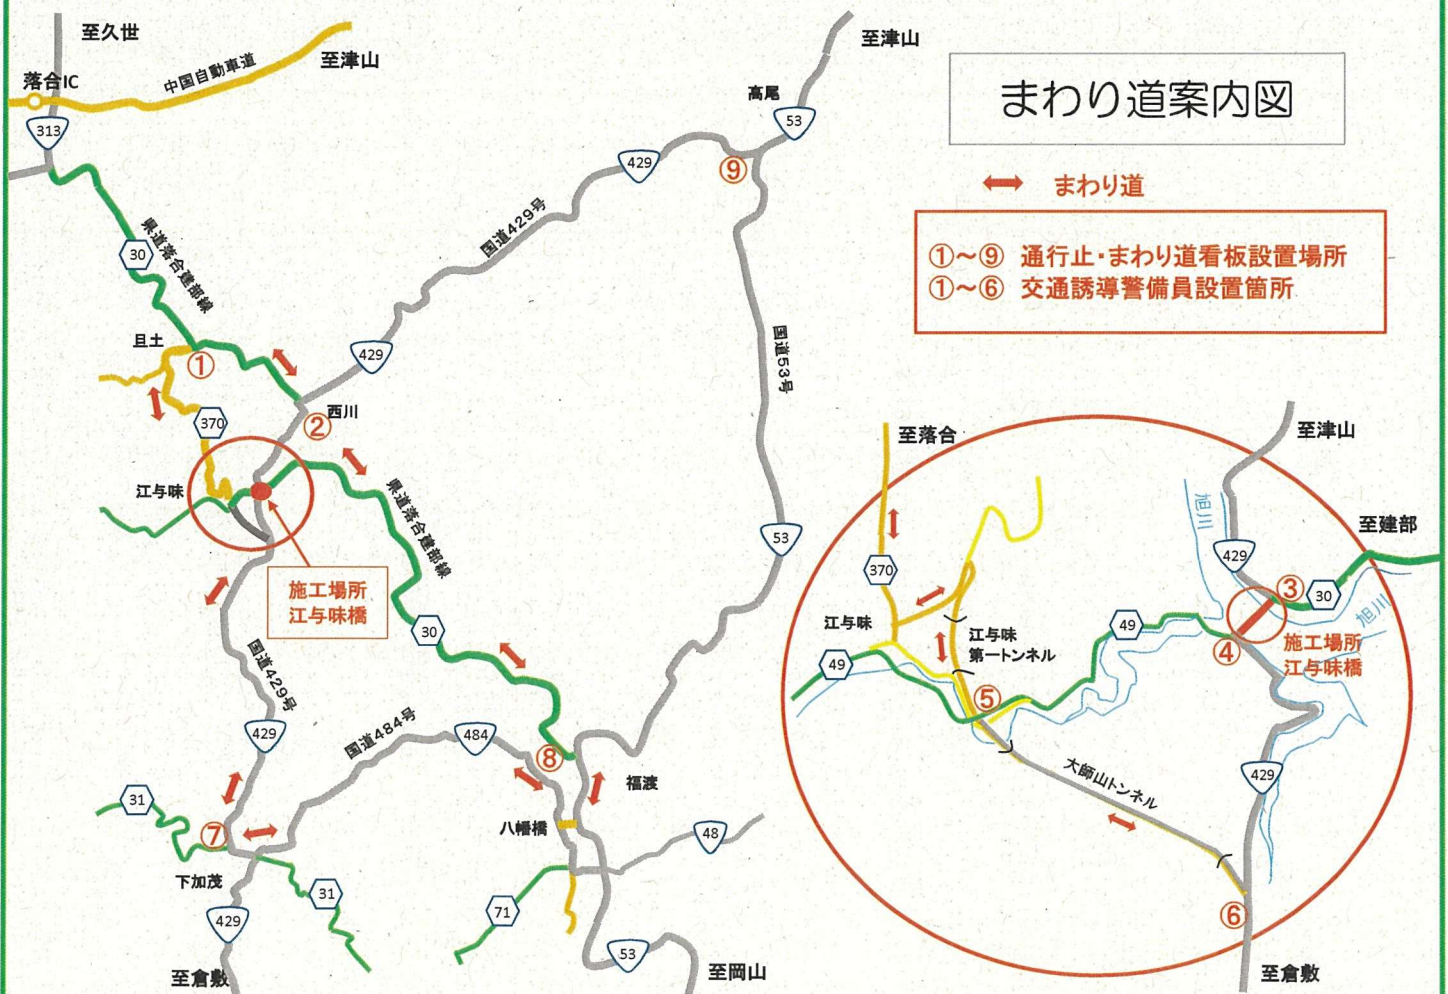 至久世
至津山
中国自動車道
落合IC
313
至津山
高尾
53
まわり道案内図
まわり道
①～⑨ 通行止・まわり道看板設置場所
①～⑥ 交通誘導警備員設置箇所
429
⑨
国道429号
県道落合建部線
30
旦土
①
429
国道53号
西川
②
370
江与味
県道落合建部線
施工場所
江与味橋
53
30
国道429号
429
国道484号
484
⑧
福渡
八幡橋
31
⑦
下加茂
31
48
71
429
53
至倉敷
至岡山
至落合
至津山
旭川
至建部
429
370
③
30
旭川
江与味
江与味
第一トンネル
49
49
④
施工場所
江与味橋
⑤
大師山トンネル
429
⑥
至倉敷